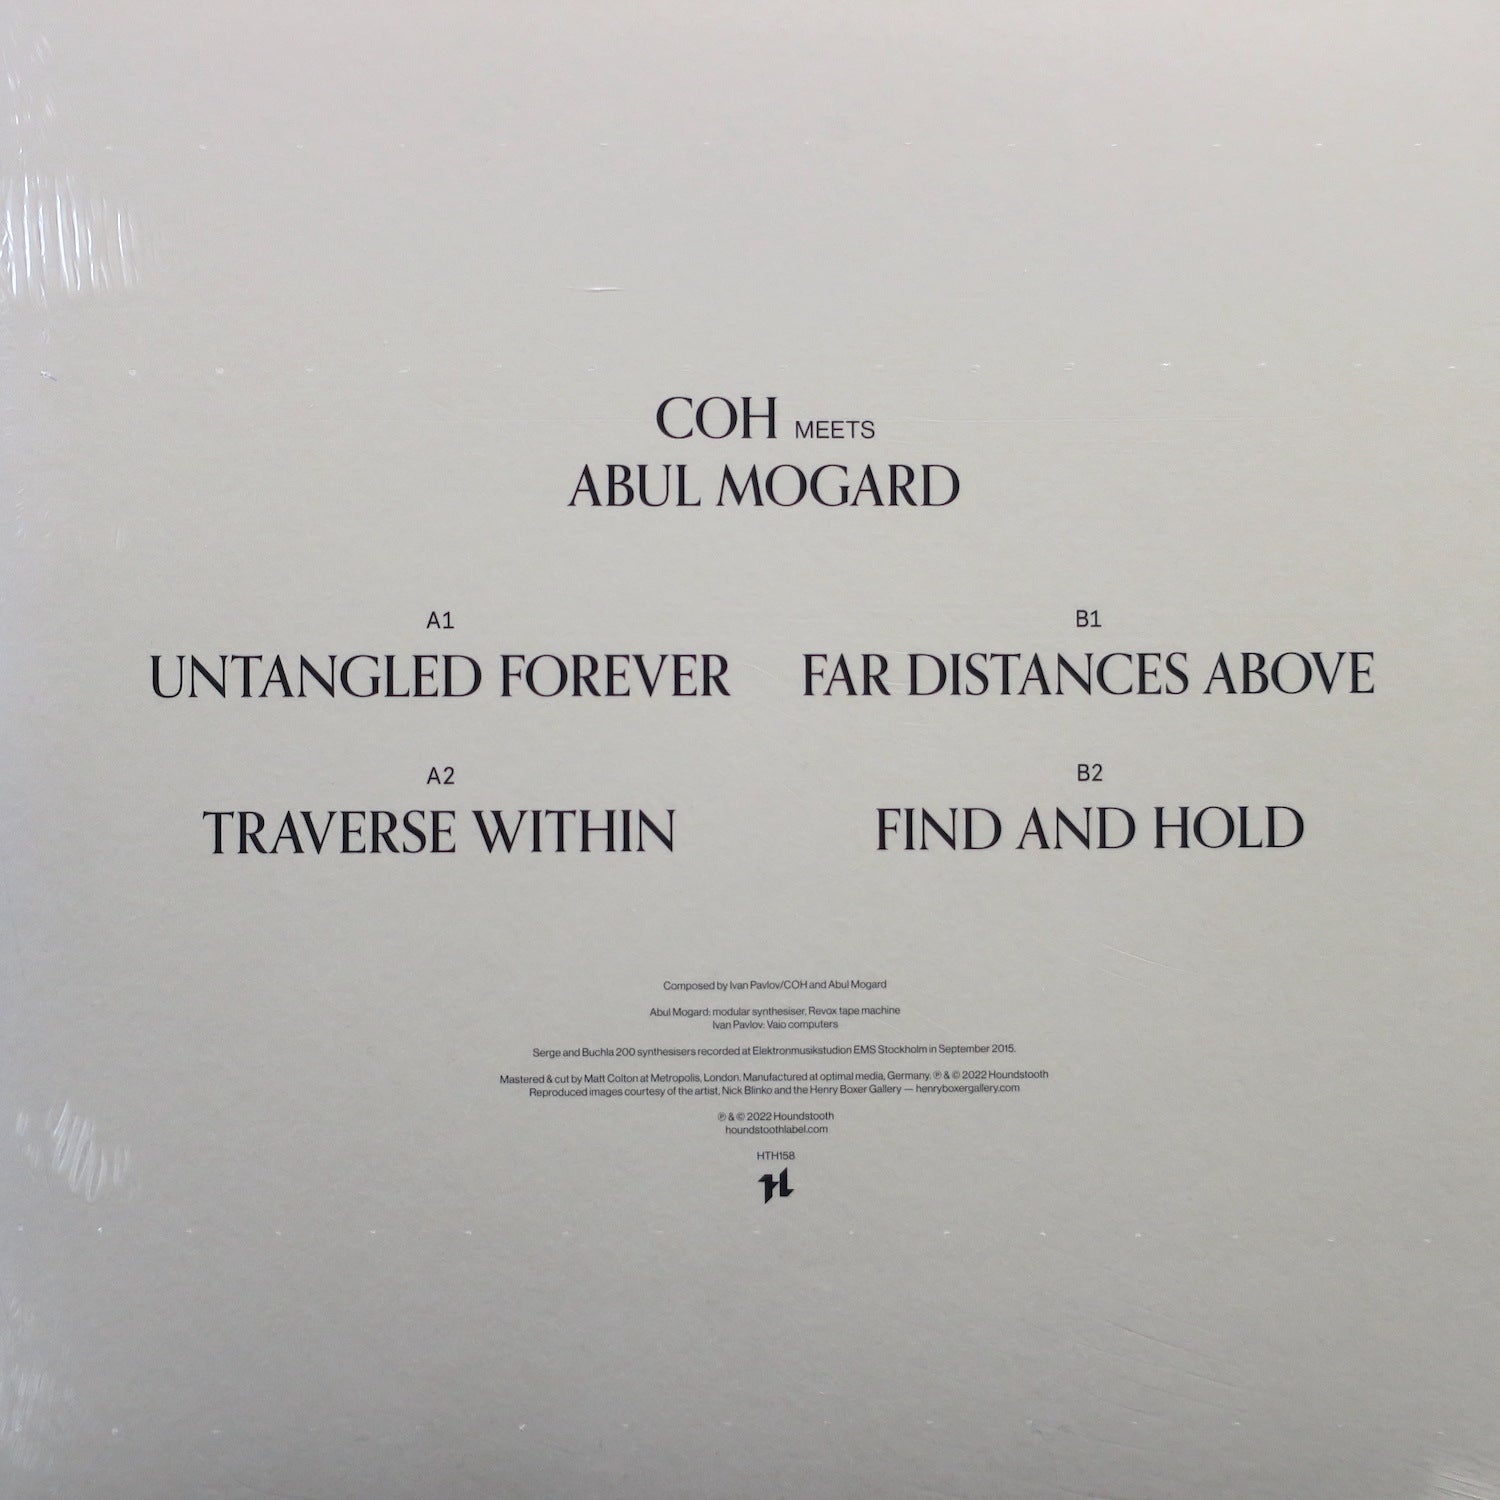 COH MEETS
ABUL MOGARD
A1
UNTANGLED FOREVER
A2
TRAVERSE WITHIN
B1
FAR DISTANCES ABOVE
B2
FIND AND HOLD
Composed by Ivan Pavlov/COH and Abul Mogard
Abul Mogard: modular synthesiser, Revox tape machine
Ivan Pavlov: Vaio computers
Serge and Buchla 200 synthesisers recorded at Elektronmusikstudion EMS Stockholm in September 2015.
Mastered & cut by Matt Colton at Metropolis, London. Manufactured at optimal media, Germany. ℗ & © 2022 Houndstooth
Reproduced images courtesy of the artist, Nick Blinko and the Henry Boxer Gallery — henryboxergallery.com
℗ & © 2022 Houndstooth
houndstoothlabel.com
HTH158
H